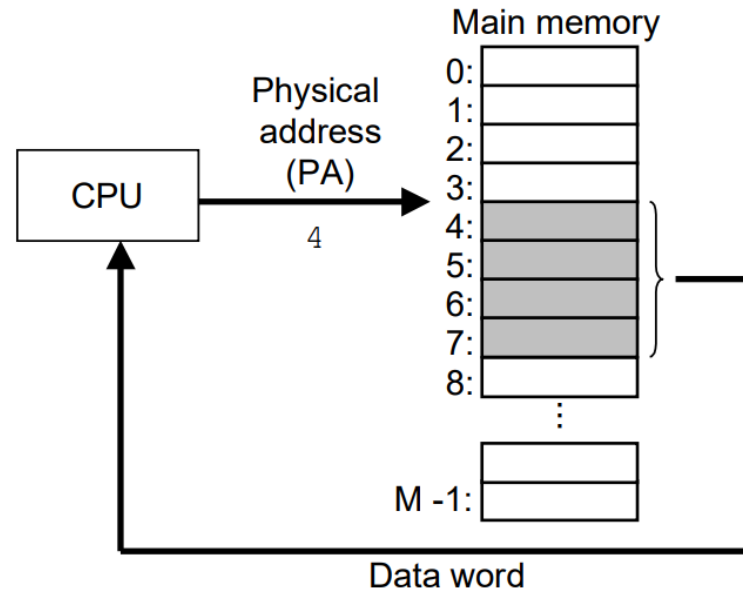 Main memory
Physical
address
(PA)
CPU
4
0:
1:
2:
3:
4:
5:
6:
7:
8:
⋮
M -1:
Data word